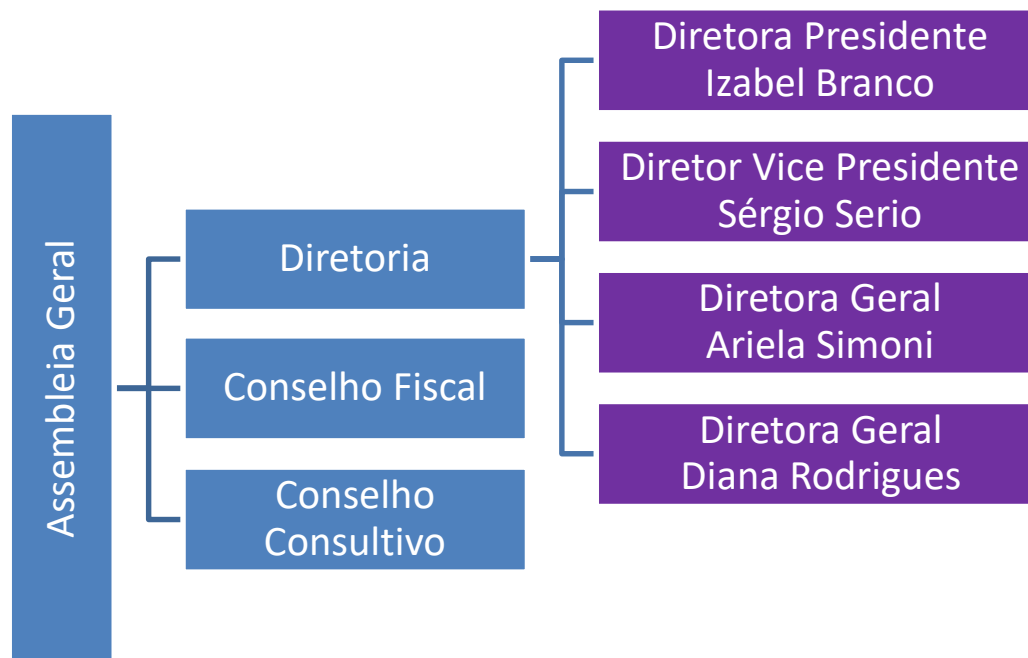 Assembleia Geral
Diretoria
Conselho Fiscal
Conselho
Consultivo
Diretora Presidente
Izabel Branco
Diretor Vice Presidente
Sérgio Serio
Diretora Geral
Ariela Simoni
Diretora Geral
Diana Rodrigues